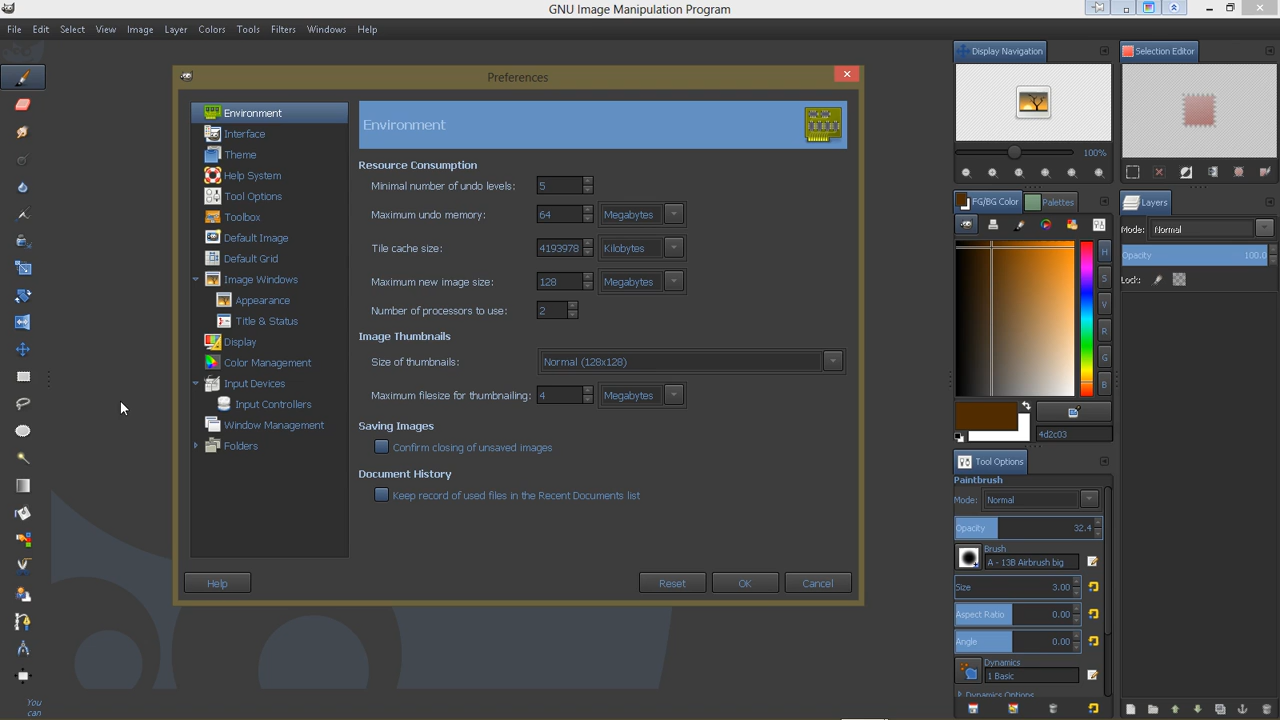 GNU Image Manipulation Program
File Edit Select View Image Layer Colors Tools Filters Windows Help
Preferences
Environment
Interface
Theme
Help System
Tool Options
Toolbox
Default Image
Default Grid
Image Windows
Appearance
Title & Status
Display
Color Management
Input Devices
Input Controllers
Window Management
Folders
Environment
Resource Consumption
Minimal number of undo levels: 5
Maximum undo memory: 64 Megabytes
Tile cache size: 4193978 Kilobytes
Maximum new image size: 128 Megabytes
Number of processors to use: 2
Image Thumbnails
Size of thumbnails: Normal (128x128)
Maximum filesize for thumbnailing: 4 Megabytes
Saving Images
Confirm closing of unsaved images
Document History
Keep record of used files in the Recent Documents list
Help Reset OK Cancel
You
can
Display Navigation
100%
FG/BG Color Palettes
H
S
V
R
G
B
4d2c03
Tool Options
Paintbrush
Mode: Normal
Opacity 32.4
Brush
A - 13B Airbrush big
Size 3.00
Aspect Ratio 0.00
Angle 0.00
Dynamics
1 Basic
Dynamics Options
Selection Editor
Layers
Mode: Normal
Opacity 100.0
Lock: